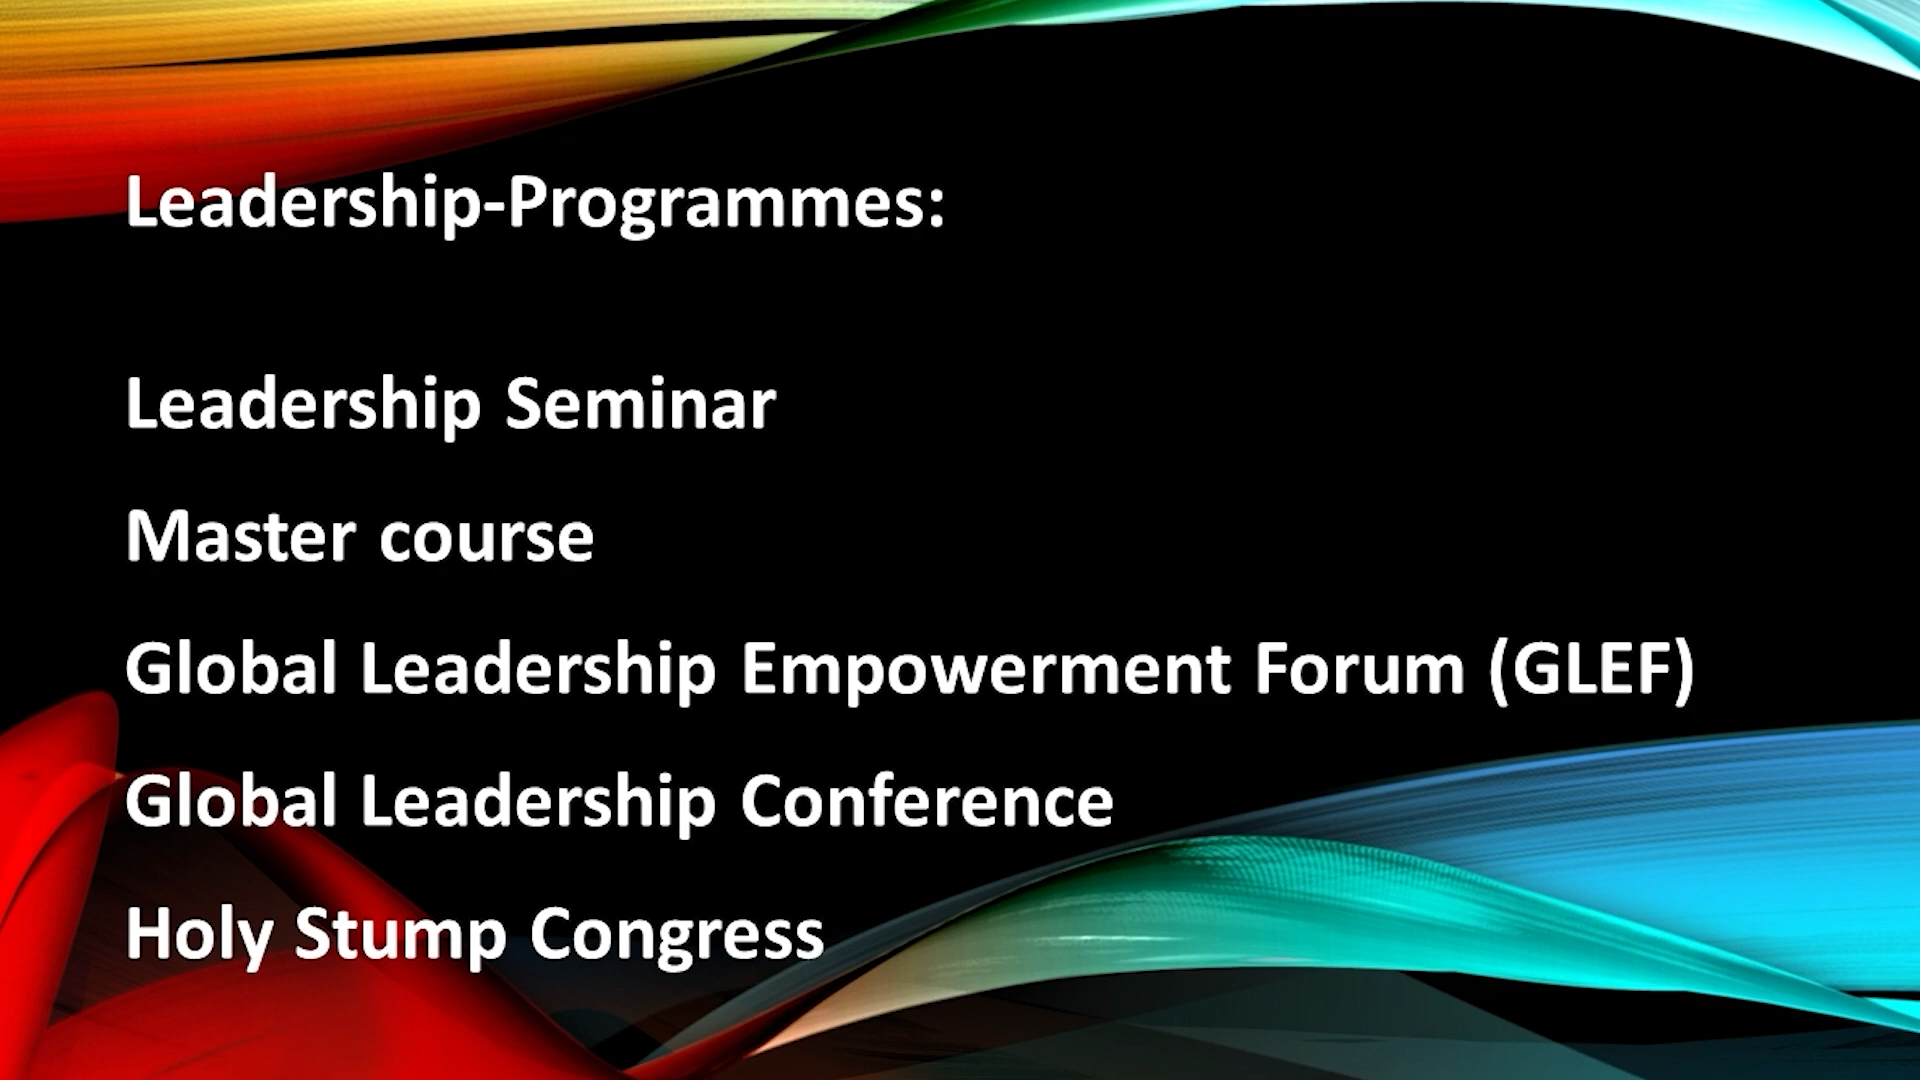 Leadership-Programmes:
Leadership Seminar
Master course
Global Leadership Empowerment Forum (GLEF)
Global Leadership Conference
Holy Stump Congress